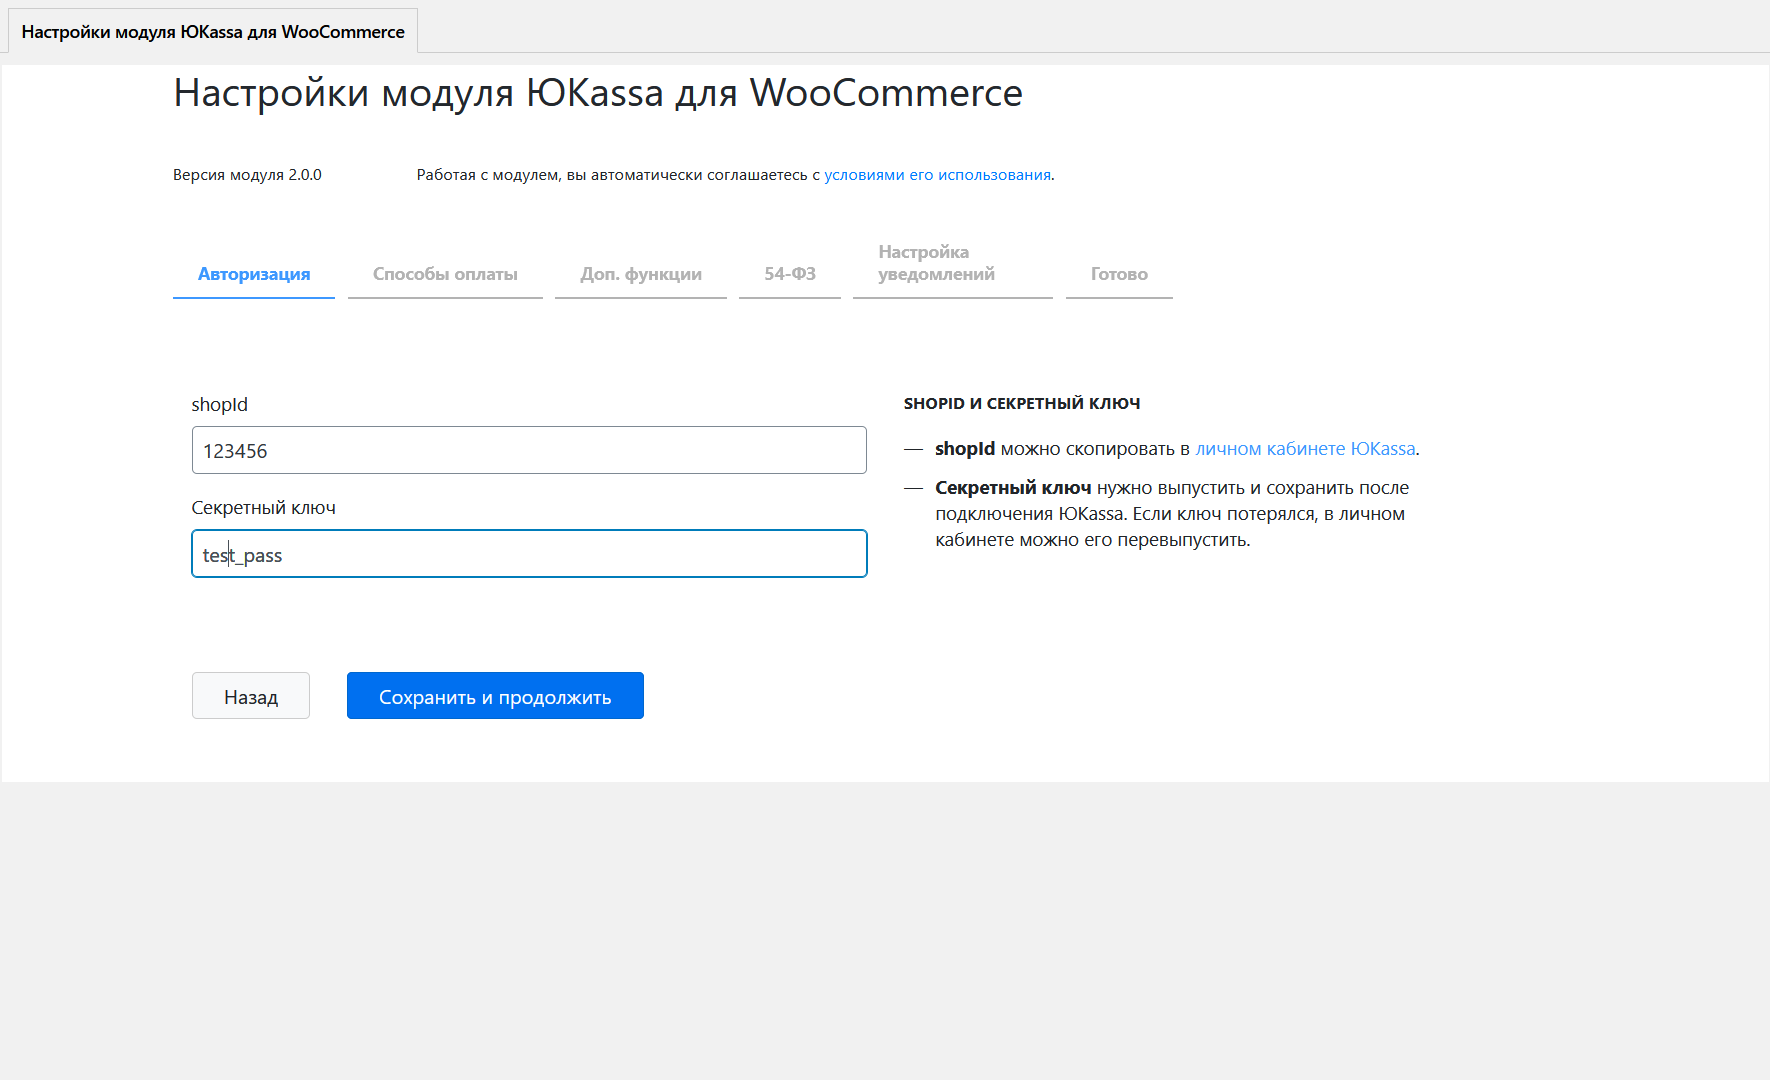 Настройки модуля ЮKassa для WooCommerce
Настройки модуля ЮKassa для WooCommerce
Версия модуля 2.0.0
Работая с модулем, вы автоматически соглашаетесь с условиями его использования.
Авторизация
Способы оплаты
Доп. функции
54-ФЗ
Настройка
уведомлений
Готово
shopId
123456
Секретный ключ
test_pass
SHOPID И СЕКРЕТНЫЙ КЛЮЧ
— shopId можно скопировать в личном кабинете ЮKassa.
— Секретный ключ нужно выпустить и сохранить после
подключения ЮKassa. Если ключ потерялся, в личном
кабинете можно его перевыпустить.
Назад
Сохранить и продолжить